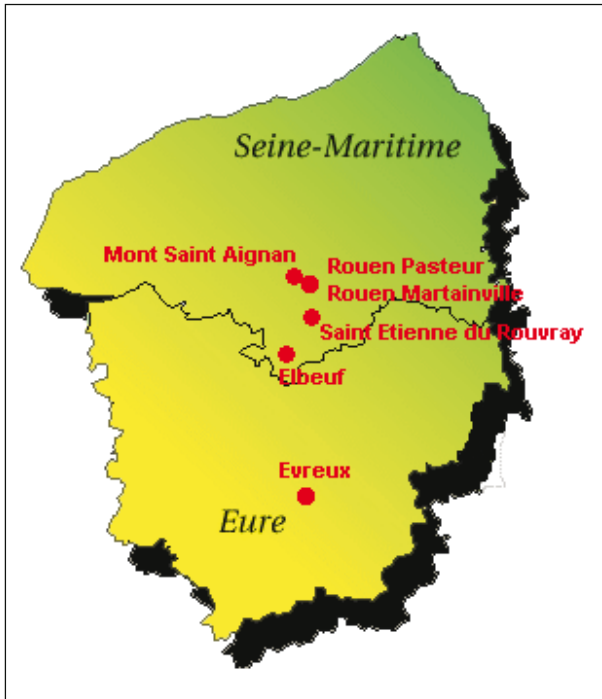 Seine-Maritime
Mont Saint Aignan
Rouen Pasteur
Rouen Martainville
Saint Etienne du Rouvray
Elbeuf
Evreux
Eure